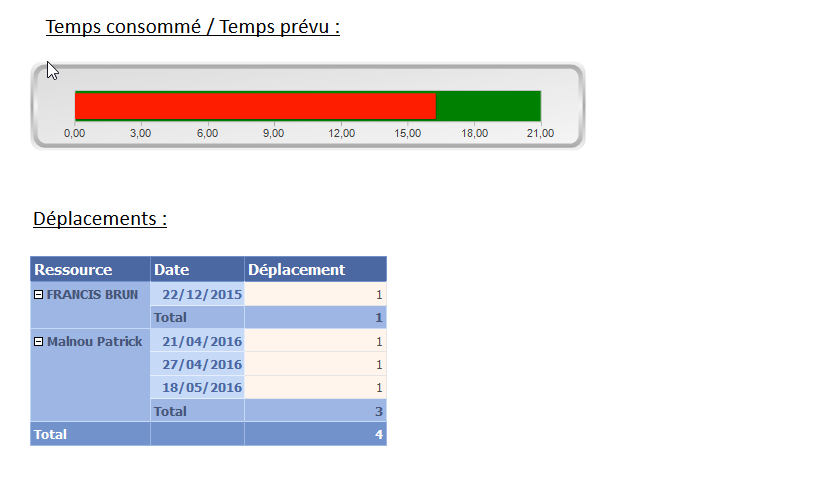 Temps consommé / Temps prévu :
0,00 3,00 6,00 9,00 12,00 15,00 18,00 21,00
Déplacements :
Ressource Date Déplacement
FRANCIS BRUN 22/12/2015 1
Total 1
Malnou Patrick 21/04/2016 1
27/04/2016 1
18/05/2016 1
Total 3
Total 4